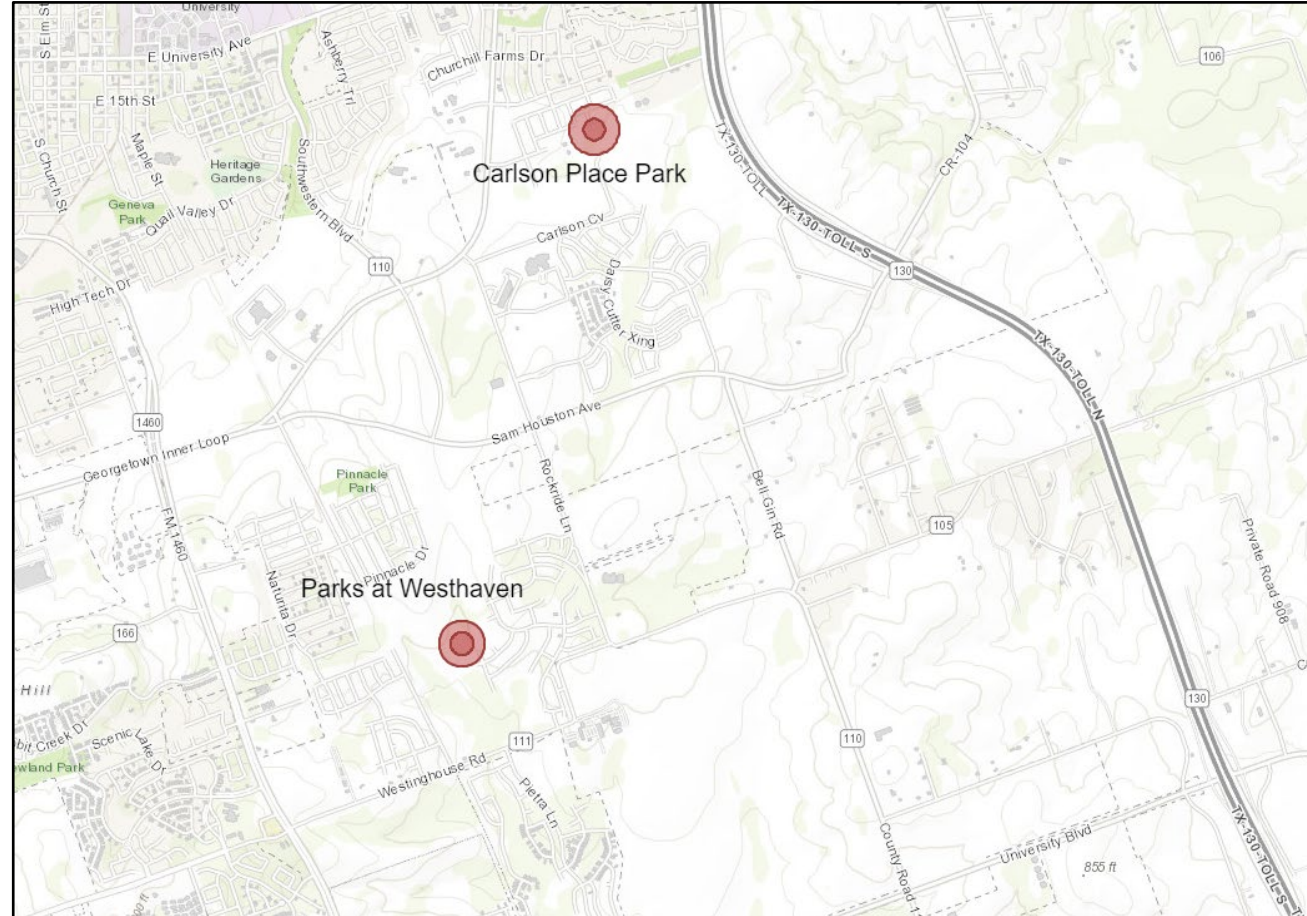 University
S Elm St
E University Ave
Ashberry Trl
Churchill Farms Dr
106
E 15th St
Maple St
S Church St
Heritage
Gardens
Southwestern Blvd
TX-130-TOLL
TX-130-TOLL S
CR-104
Carlson Place Park
Geneva
Park
Quail Valley Dr
Carlson Cv
110
130
High Tech Dr
Daisy Cutter Xing
TX-130-TOLL N
1460
Sam Houston Ave
Georgetown Inner Loop
Pinnacle
Park
Rockride Ln
Bell Gin Rd
FM 1460
105
Private Road 908
Pinnacle Dr
Parks at Westhaven
Naturita Dr
166
Hill
130
bit Creek Dr
Scenic Lake Dr
111
110
owland Park
Westinghouse Rd
Pietra Ln
County Road 1
University Blvd
855 ft
TX-130-TOLL S